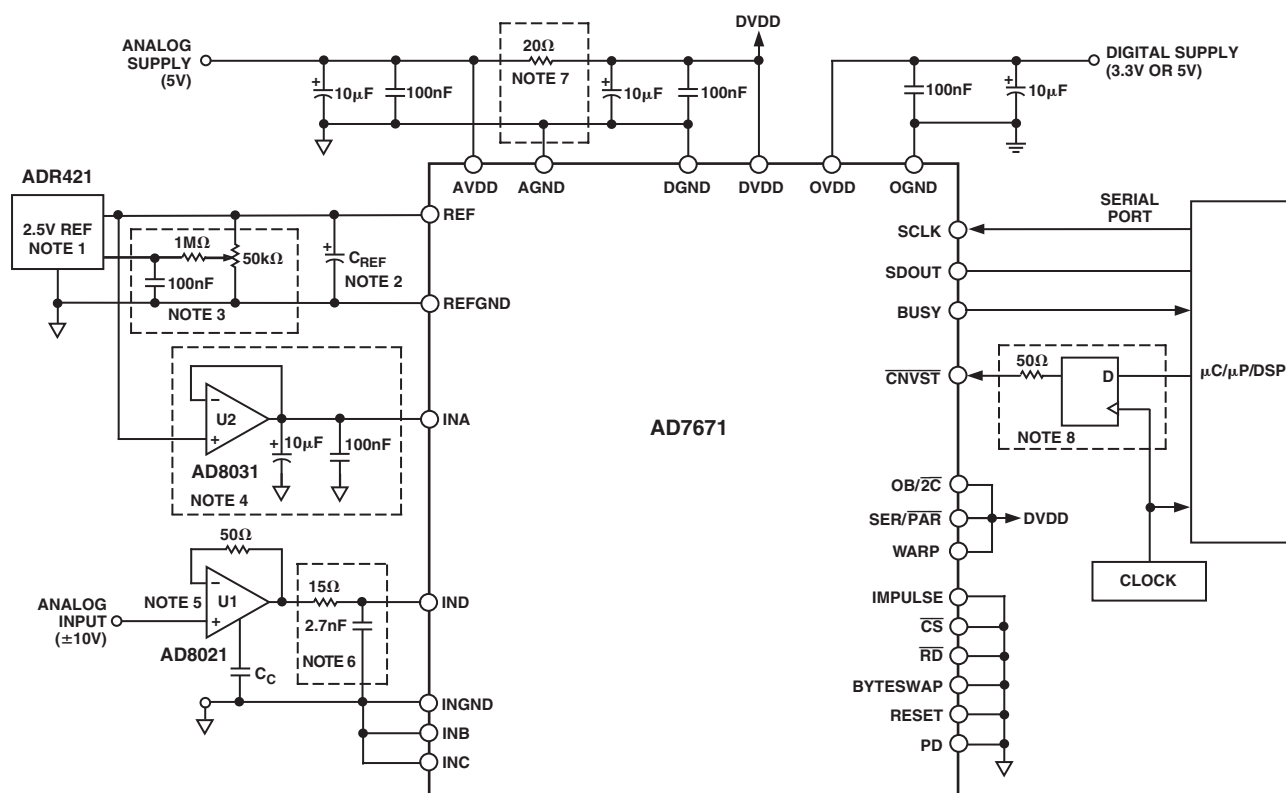 ANALOG
SUPPLY
(5V)
20Ω
NOTE 7
DVDD
DIGITAL SUPPLY
(3.3V OR 5V)
+
10μF
100nF
+
10μF
100nF
100nF
+
10μF
AVDD
AGND
DGND
DVDD
OVDD
OGND
ADR421
2.5V REF
NOTE 1
1MΩ
50kΩ
100nF
NOTE 3
+
CREF
NOTE 2
REF
REFGND
SERIAL
PORT
SCLK
SDOUT
BUSY
CNVST
50Ω
D
NOTE 8
μC/μP/DSP
CLOCK
−
U2
+
AD8031
+
10μF
100nF
NOTE 4
INA
AD7671
OB/2C
SER/PAR
WARP
DVDD
IMPULSE
CS
RD
BYTESWAP
RESET
PD
50Ω
ANALOG
INPUT
(±10V)
NOTE 5
−
U1
+
AD8021
CC
15Ω
2.7nF
NOTE 6
IND
INGND
INB
INC